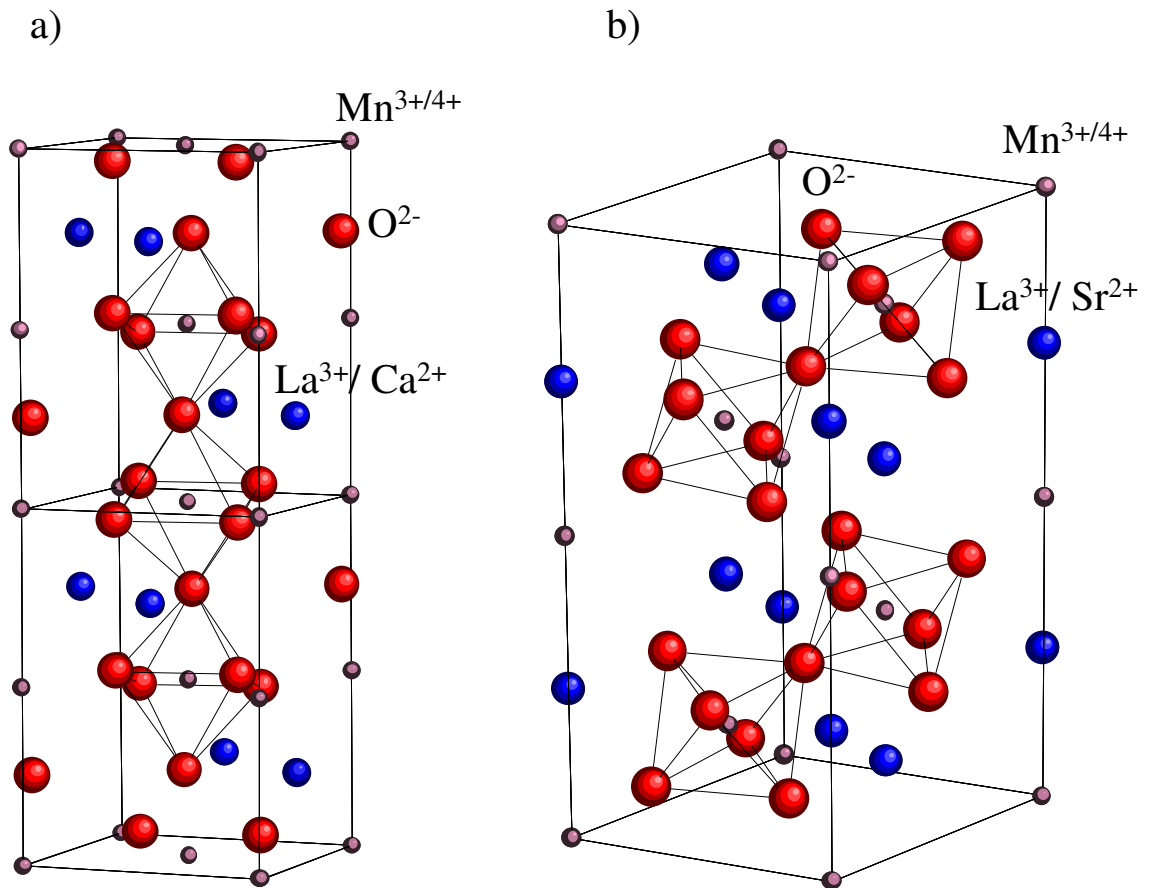 a)
b)
Mn³⁺/⁴⁺
O²⁻
La³⁺/ Ca²⁺
Mn³⁺/⁴⁺
O²⁻
La³⁺/ Sr²⁺